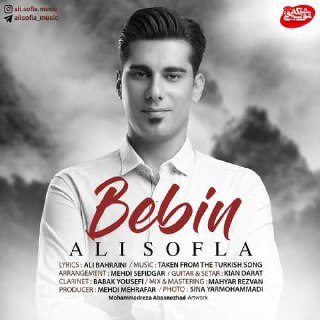 ali.sofla.music
alisofla_music
Bebin
ALI SOFLA
LYRICS : ALI BAHRAINI / MUSIC : TAKEN FROM THE TURKISH SONG
ARRANGEMENT : MEHDI SEFIDGAR / GUITAR & SETAR : KIAN DARAT
CLARINET : BABAK YOUSEFI / MIX & MASTERING : MAHYAR REZVAN
PRODUCER : MEHDI MEHRAFAR / PHOTO : SINA YARMOHAMMADI
Mohammadreza Abasnezhad Artwork